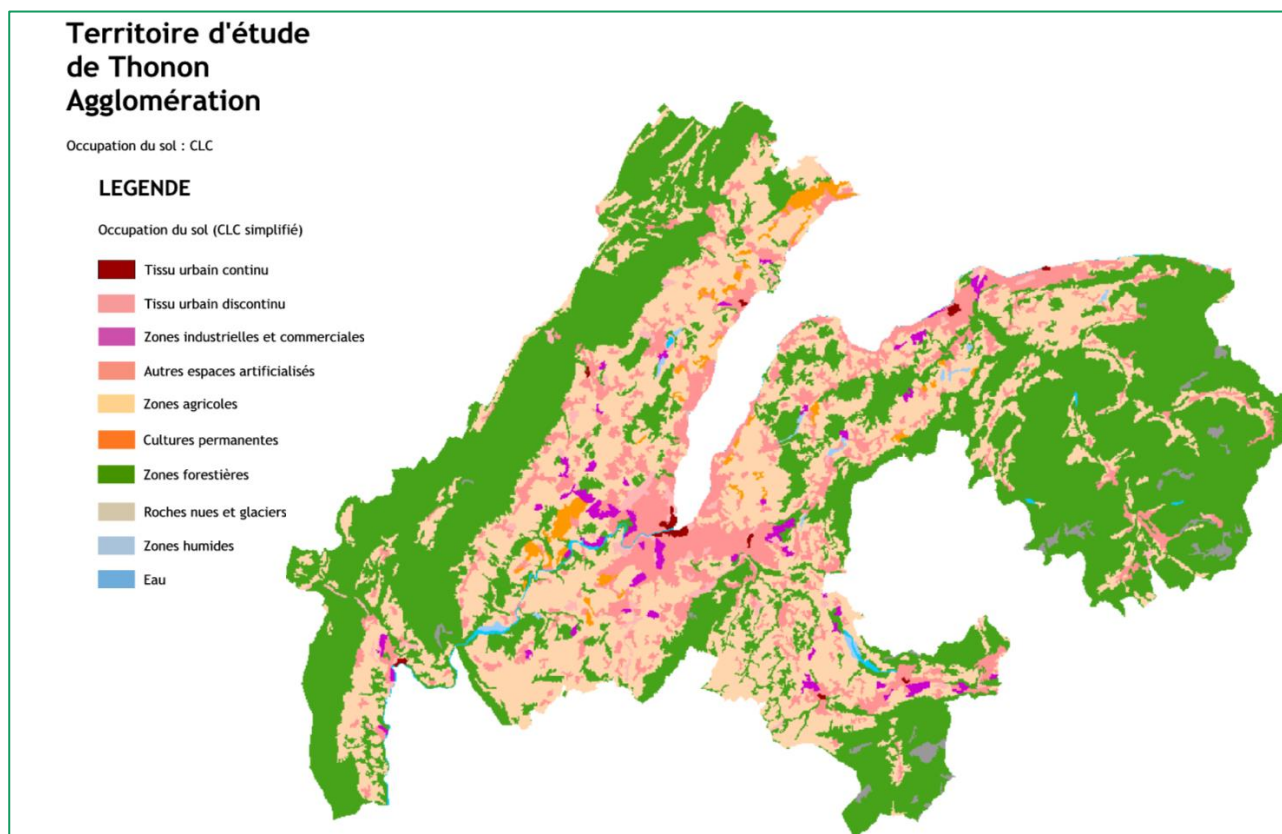 Territoire d'étude
de Thonon
Agglomération
Occupation du sol : CLC
LEGENDE
Occupation du sol (CLC simplifié)
Tissu urbain continu
Tissu urbain discontinu
Zones industrielles et commerciales
Autres espaces artificialisés
Zones agricoles
Cultures permanentes
Zones forestières
Roches nues et glaciers
Zones humides
Eau